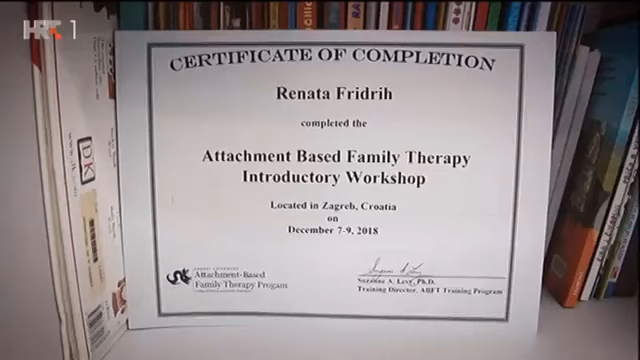 HRT 1
CERTIFICATE OF COMPLETION
Renata Fridrih
completed the
Attachment Based Family Therapy
Introductory Workshop
Located in Zagreb, Croatia
on
December 7-9, 2018
Attachment-Based
Family Therapy Progam
Suzanne A. Levy, Ph.D.
Training Director, ABFT Training Program
DK